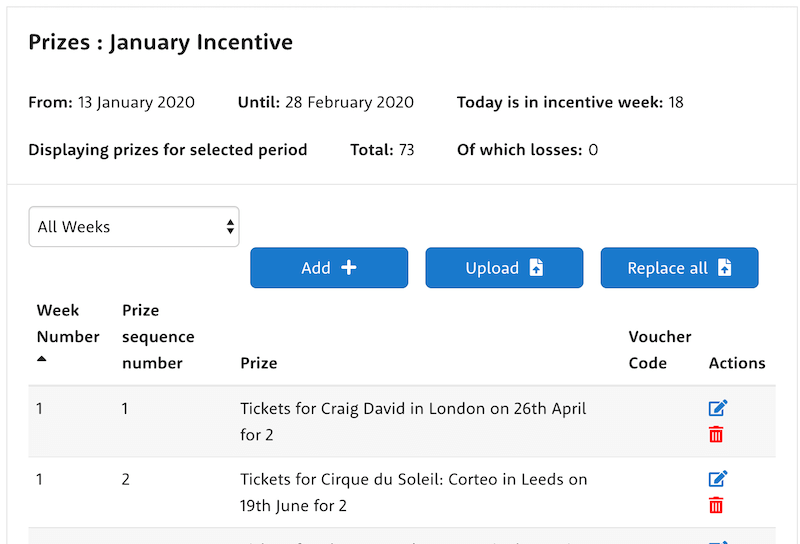 Prizes : January Incentive
From: 13 January 2020 Until: 28 February 2020 Today is in incentive week: 18
Displaying prizes for selected period Total: 73 Of which losses: 0
All Weeks
Add Upload Replace all
Week Number
Prize sequence number
Prize
Voucher Code
Actions
1 1 Tickets for Craig David in London on 26th April
for 2
1 2 Tickets for Cirque du Soleil: Corteo in Leeds on
19th June for 2